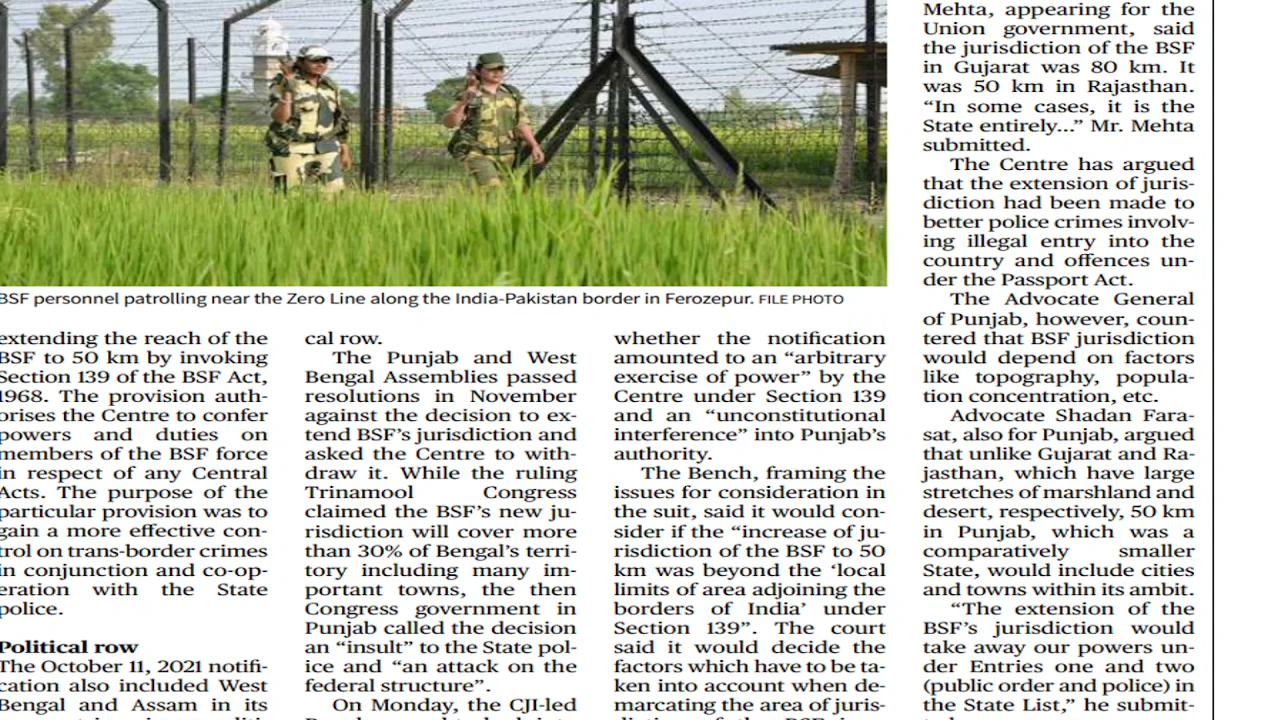 BSF personnel patrolling near the Zero Line along the India-Pakistan border in Ferozepur. FILE PHOTO
extending the reach of the
BSF to 50 km by invoking
Section 139 of the BSF Act,
1968. The provision auth-
orises the Centre to confer
powers and duties on
members of the BSF force
in respect of any Central
Acts. The purpose of the
particular provision was to
gain a more effective con-
trol on trans-border crimes
in conjunction and co-op-
eration with the State
police.
Political row
The October 11, 2021 notifi-
cation also included West
Bengal and Assam in its
cal row.
The Punjab and West
Bengal Assemblies passed
resolutions in November
against the decision to ex-
tend BSF's jurisdiction and
asked the Centre to with-
draw it. While the ruling
Trinamool Congress
claimed the BSF's new ju-
risdiction will cover more
than 30% of Bengal's terri-
tory including many im-
portant towns, the then
Congress government in
Punjab called the decision
an “insult” to the State pol-
ice and “an attack on the
federal structure”.
On Monday, the CJI-led
whether the notification
amounted to an “arbitrary
exercise of power” by the
Centre under Section 139
and an “unconstitutional
interference” into Punjab's
authority.
The Bench, framing the
issues for consideration in
the suit, said it would con-
sider if the “increase of ju-
risdiction of the BSF to 50
km was beyond the ‘local
limits of area adjoining the
borders of India’ under
Section 139”. The court
said it would decide the
factors which have to be ta-
ken into account when de-
marcating the area of juris-
Mehta, appearing for the
Union government, said
the jurisdiction of the BSF
in Gujarat was 80 km. It
was 50 km in Rajasthan.
“In some cases, it is the
State entirely...” Mr. Mehta
submitted.
The Centre has argued
that the extension of juris-
diction had been made to
better police crimes involv-
ing illegal entry into the
country and offences un-
der the Passport Act.
The Advocate General
of Punjab, however, coun-
tered that BSF jurisdiction
would depend on factors
like topography, popula-
tion concentration, etc.
Advocate Shadan Fara-
sat, also for Punjab, argued
that unlike Gujarat and Ra-
jasthan, which have large
stretches of marshland and
desert, respectively, 50 km
in Punjab, which was a
comparatively smaller
State, would include cities
and towns within its ambit.
“The extension of the
BSF's jurisdiction would
take away our powers un-
der Entries one and two
(public order and police) in
the State List,” he submit-